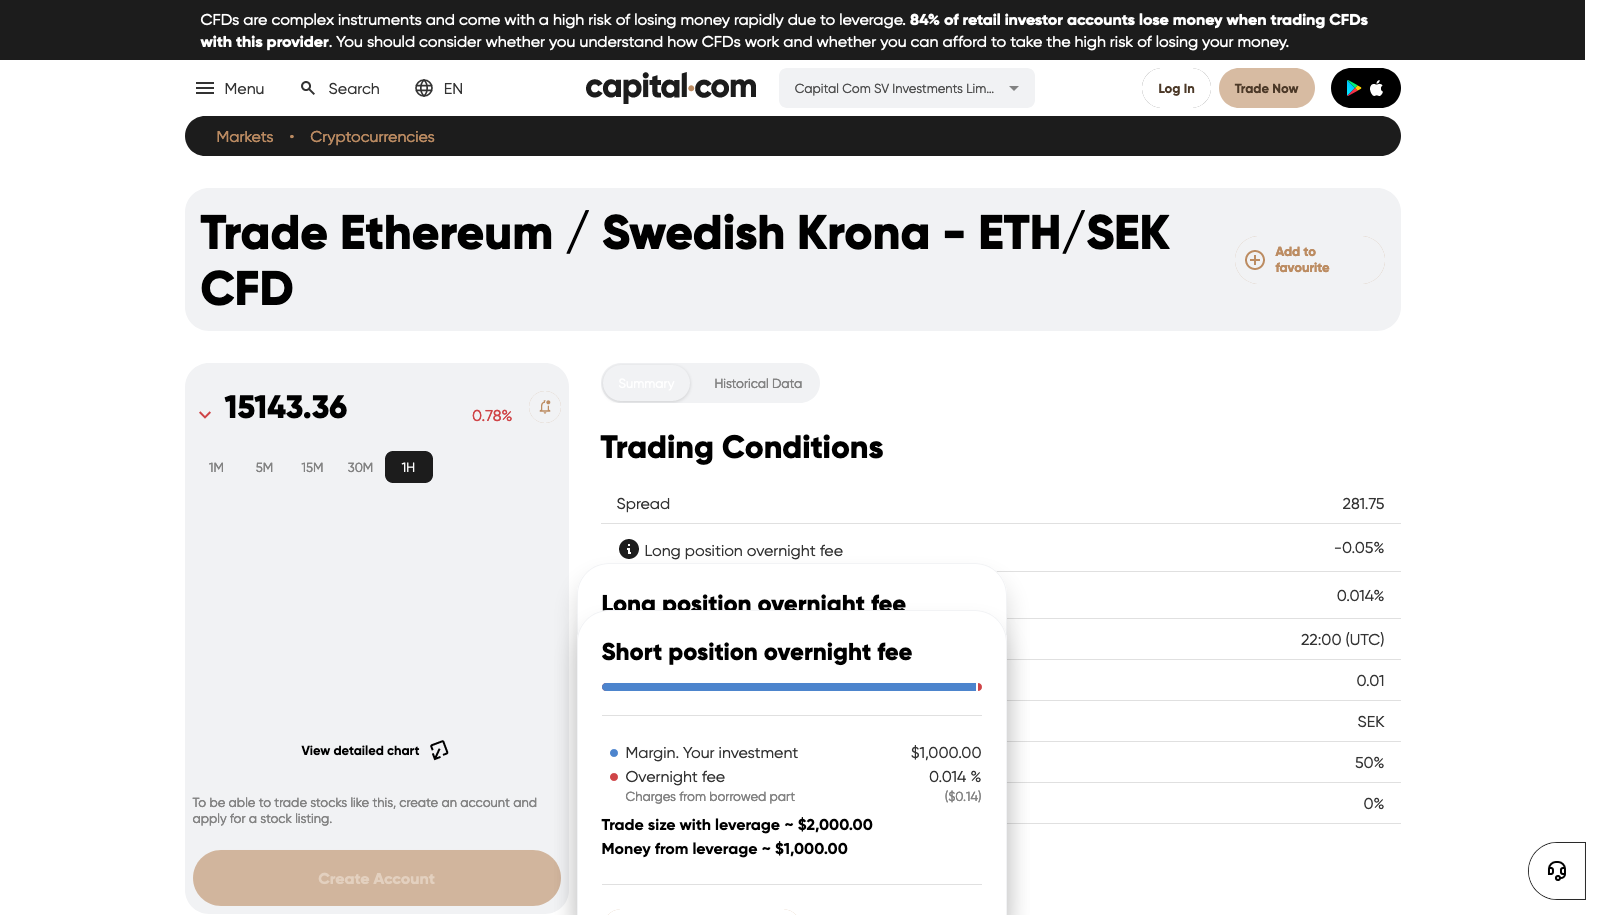 CFDs are complex instruments and come with a high risk of losing money rapidly due to leverage. 84% of retail investor accounts lose money when trading CFDs
with this provider. You should consider whether you understand how CFDs work and whether you can afford to take the high risk of losing your money.
Menu
Search
EN
capital.com
Capital Com SV Investments Lim...
Log In
Trade Now
Markets • Cryptocurrencies
Trade Ethereum / Swedish Krona - ETH/SEK
CFD
Add to
favourite
15143.36
0.78%
1M 5M 15M 30M 1H
View detailed chart
To be able to trade stocks like this, create an account and
apply for a stock listing.
Create Account
Summary
Historical Data
Trading Conditions
Spread 281.75
Long position overnight fee -0.05%
0.014%
22:00 (UTC)
0.01
SEK
50%
0%
Long position overnight fee
Short position overnight fee
Margin. Your investment $1,000.00
Overnight fee 0.014 %
Charges from borrowed part ($0.14)
Trade size with leverage ~ $2,000.00
Money from leverage ~ $1,000.00